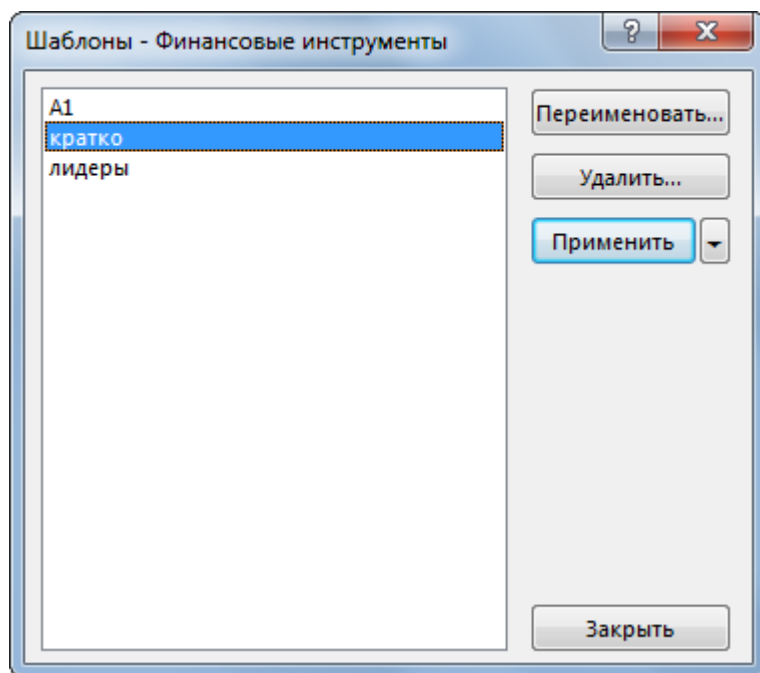 Шаблоны - Финансовые инструменты
?
A1
кратко
лидеры
Переименовать...
Удалить...
Применить
Закрыть